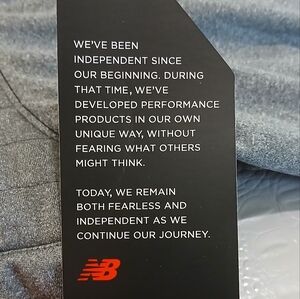 WE'VE BEEN
INDEPENDENT SINCE
OUR BEGINNING. DURING
THAT TIME, WE'VE
DEVELOPED PERFORMANCE
PRODUCTS IN OUR OWN
UNIQUE WAY, WITHOUT
FEARING WHAT OTHERS
MIGHT THINK.
TODAY, WE REMAIN
BOTH FEARLESS AND
INDEPENDENT AS WE
CONTINUE OUR JOURNEY.
NB